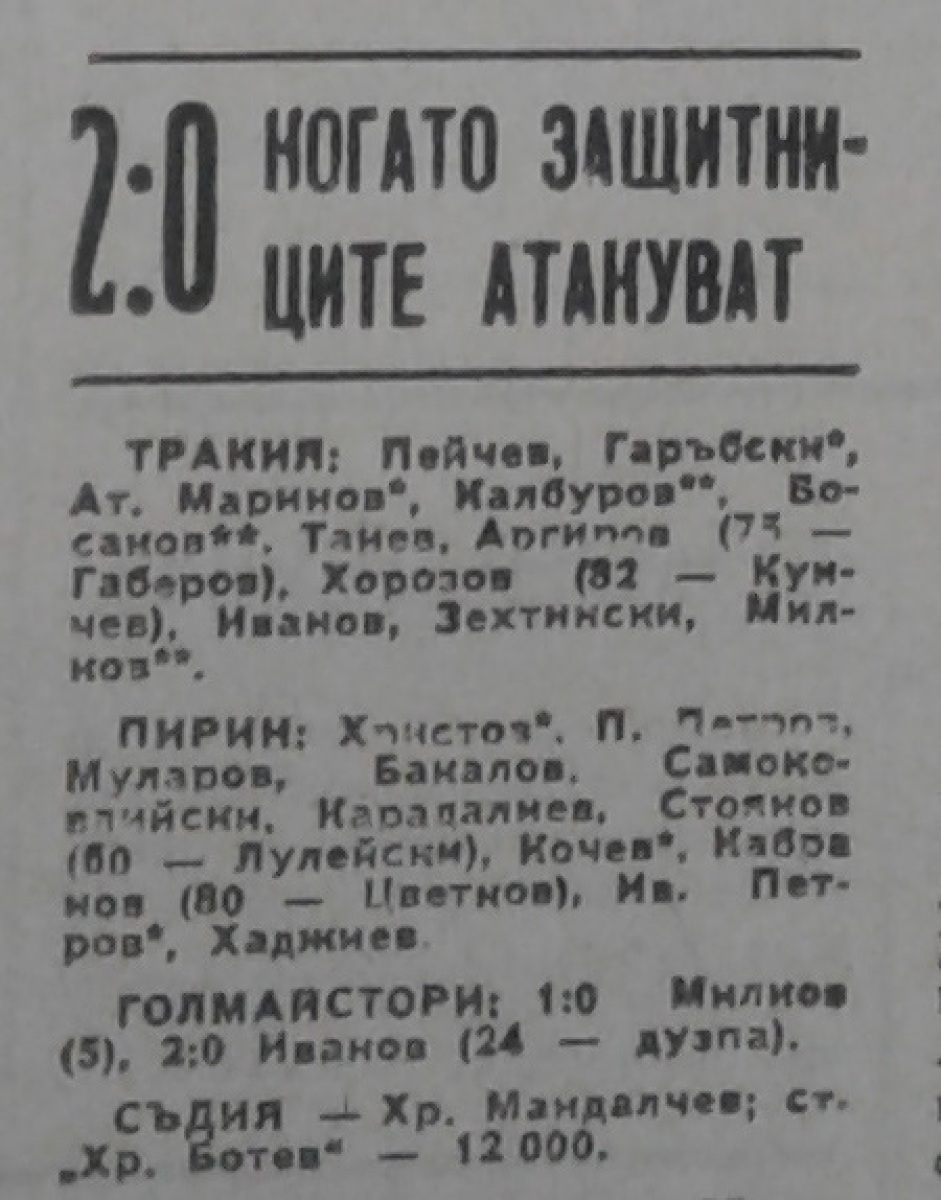 2:0 КОГАТО ЗАЩИТНИ-
ЦИТЕ АТАКУВАТ
ТРАКИЯ: Пейчев, Гаръбски*,
Ат. Маринов*, Калбуров**, Бо-
санов**, Танев, Аргиров (75 —
Габеров), Хорозов (82 — Кун-
чев), Иванов, Зехтински, Мил-
ков**.
ПИРИН: Христов*, П. Петров,
Муларов, Бакалов, Самоко-
влийски, Карадалиев, Стоянов
(60 — Лулейски), Кочев*, Кабра
нов (80 — Цветков), Ив. Пет-
ров*, Хаджиев.
ГОЛМАЙСТОРИ: 1:0 Милков
(5), 2:0 Иванов (24 — дузпа).
СЪДИЯ — Хр. Мандалчев; ст.
„Хр. Ботев“ — 12 000.